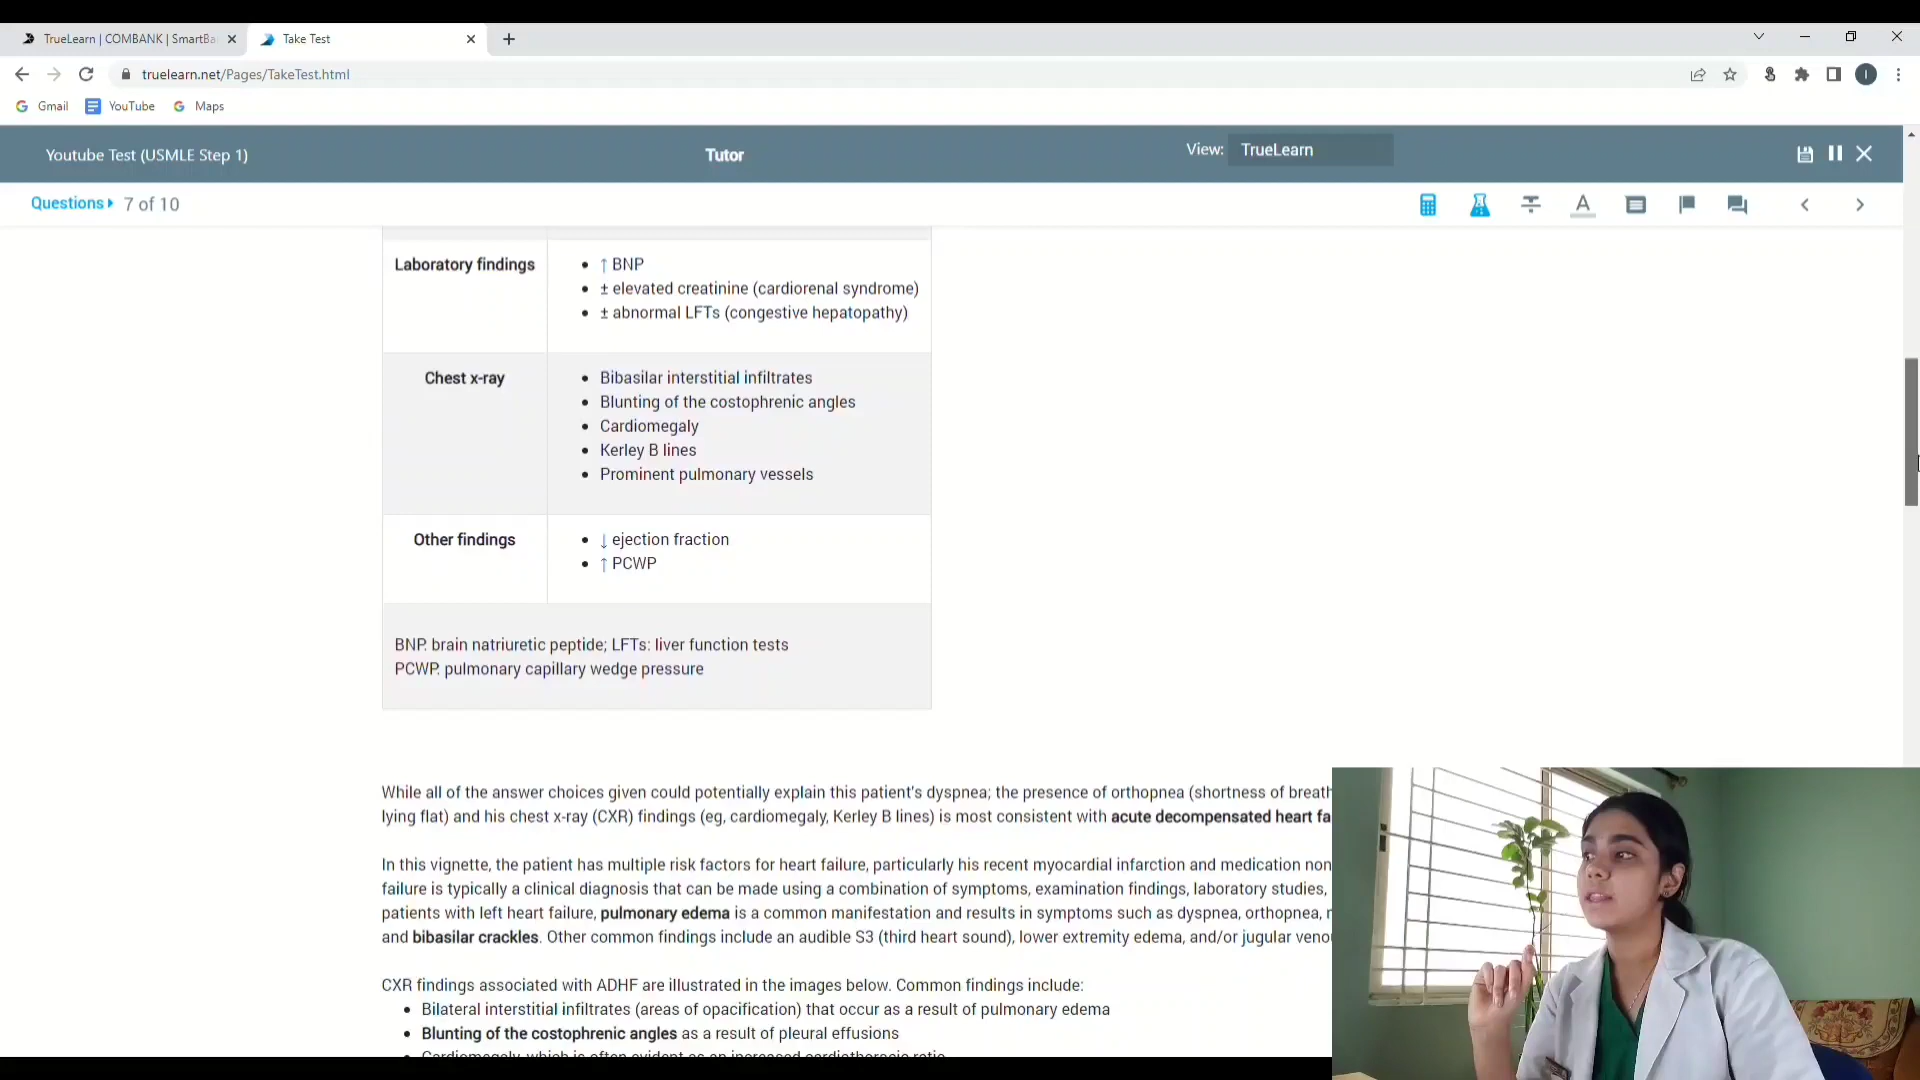 TrueLearn | COMBANK | SmartBa
Take Test
truelearn.net/Pages/TakeTest.html
Gmail YouTube Maps
Youtube Test (USMLE Step 1) Tutor View: TrueLearn
Questions 7 of 10
Laboratory findings
• ↑ BNP
• ± elevated creatinine (cardiorenal syndrome)
• ± abnormal LFTs (congestive hepatopathy)
Chest x-ray
• Bibasilar interstitial infiltrates
• Blunting of the costophrenic angles
• Cardiomegaly
• Kerley B lines
• Prominent pulmonary vessels
Other findings
• ↓ ejection fraction
• ↑ PCWP
BNP: brain natriuretic peptide; LFTs: liver function tests
PCWP: pulmonary capillary wedge pressure
While all of the answer choices given could potentially explain this patient's dyspnea; the presence of orthopnea (shortness of breath
lying flat) and his chest x-ray (CXR) findings (eg, cardiomegaly, Kerley B lines) is most consistent with acute decompensated heart fa
In this vignette, the patient has multiple risk factors for heart failure, particularly his recent myocardial infarction and medication non
failure is typically a clinical diagnosis that can be made using a combination of symptoms, examination findings, laboratory studies,
patients with left heart failure, pulmonary edema is a common manifestation and results in symptoms such as dyspnea, orthopnea,
and bibasilar crackles. Other common findings include an audible S3 (third heart sound), lower extremity edema, and/or jugular veno
CXR findings associated with ADHF are illustrated in the images below. Common findings include:
• Bilateral interstitial infiltrates (areas of opacification) that occur as a result of pulmonary edema
• Blunting of the costophrenic angles as a result of pleural effusions
• Cardiomegaly, which is often evident as an increased cardiothoracic ratio